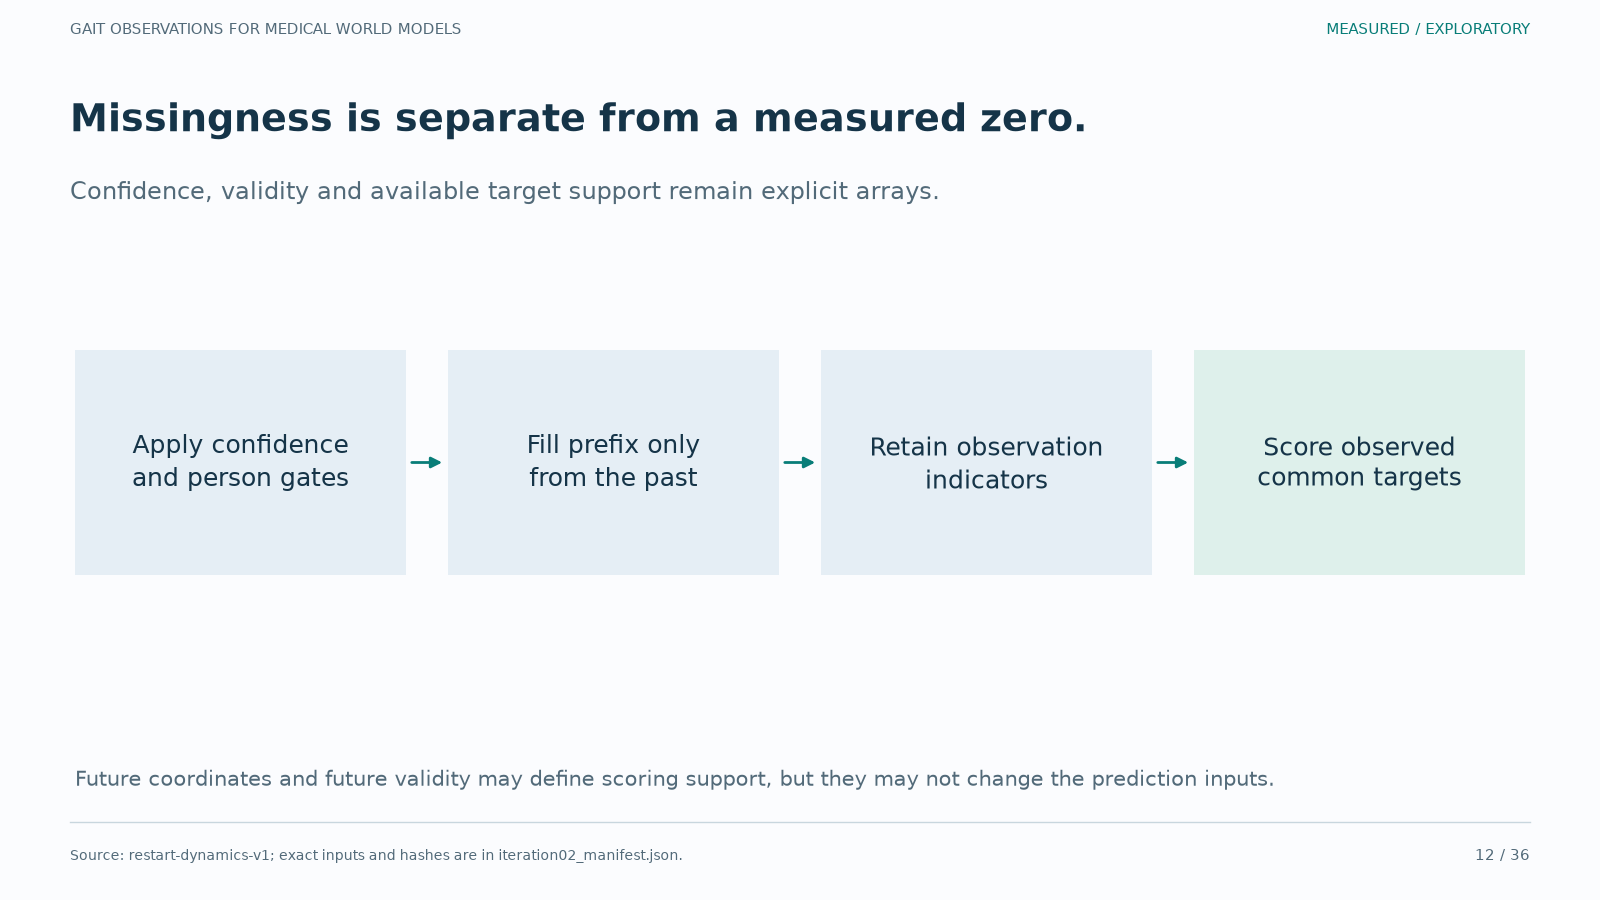 GAIT OBSERVATIONS FOR MEDICAL WORLD MODELS
MEASURED / EXPLORATORY
Missingness is separate from a measured zero.
Confidence, validity and available target support remain explicit arrays.
Apply confidence
and person gates
Fill prefix only
from the past
Retain observation
indicators
Score observed
common targets
Future coordinates and future validity may define scoring support, but they may not change the prediction inputs.
Source: restart-dynamics-v1; exact inputs and hashes are in iteration02_manifest.json.
12 / 36